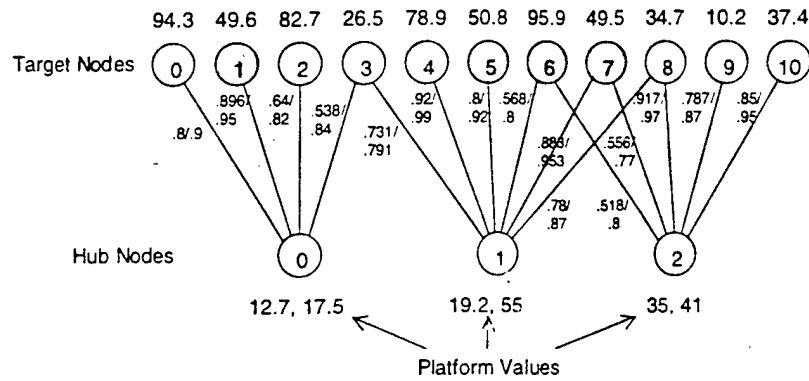 94.3 49.6 82.7 26.5 78.9 50.8 95.9 49.5 34.7 10.2 37.4
Target Nodes 0 1 2 3 4 5 6 7 8 9 10
.896/ .64/ .92/ .8/ .568/ .917/ .787/ .85/
.95 .82 .99 .92 .8 .97 .87 .95
.538/
.84
.8/.9 .731/ .883/ .556/
.791 .953 .77
.78/ .518/
.87 .8
Hub Nodes 0 1 2
12.7, 17.5 19.2, 55 35, 41
Platform Values